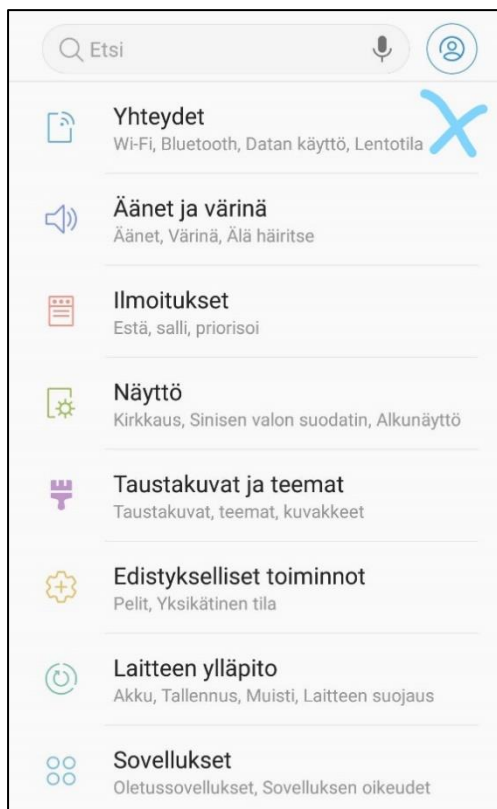 Etsi
Yhteydet
Wi-Fi, Bluetooth, Datan käyttö, Lentotila
Äänet ja värinä
Äänet, Värinä, Älä häiritse
Ilmoitukset
Estä, salli, priorisoi
Näyttö
Kirkkaus, Sinisen valon suodatin, Alkunäyttö
Taustakuvat ja teemat
Taustakuvat, teemat, kuvakkeet
Edistykselliset toiminnot
Pelit, Yksikätinen tila
Laitteen ylläpito
Akku, Tallennus, Muisti, Laitteen suojaus
Sovellukset
Oletussovellukset, Sovelluksen oikeudet